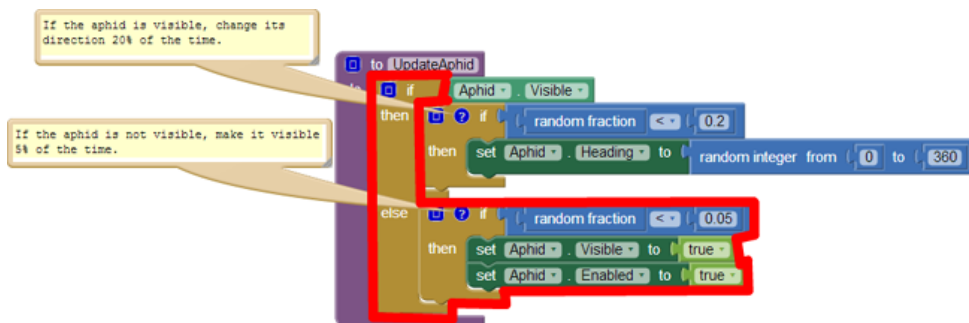 If the aphid is visible, change its
direction 20% of the time.
to UpdateAphid
if Aphid . Visible
then if random fraction < 0.2
then set Aphid . Heading to random integer from 0 to 360
If the aphid is not visible, make it visible
5% of the time.
else if random fraction < 0.05
then set Aphid . Visible to true
set Aphid . Enabled to true